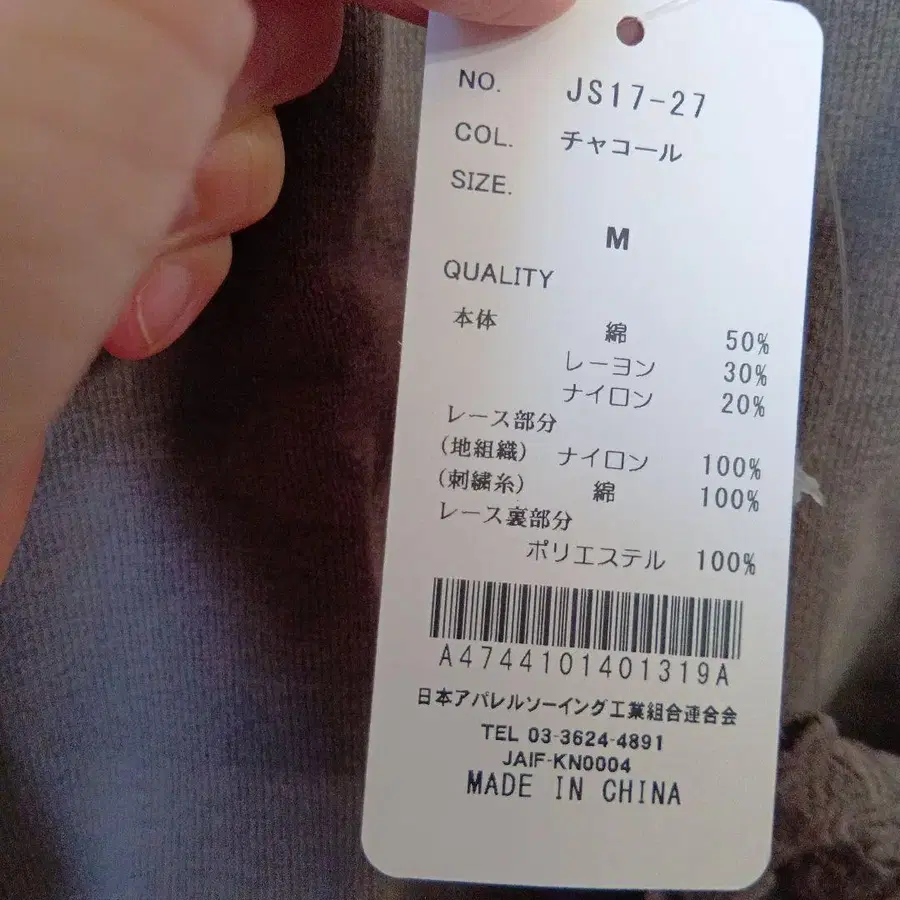 NO. JS17-27
COL. チャコール
SIZE.
M
QUALITY
本体 綿 50%
レーヨン 30%
ナイロン 20%
レース部分
(地組織) ナイロン 100%
(刺繍糸) 綿 100%
レース裏部分
ポリエステル 100%
A4744101401319A
日本アパレルソーイング工業組合連合会
TEL 03-3624-4891
JAIF-KN0004
MADE IN CHINA